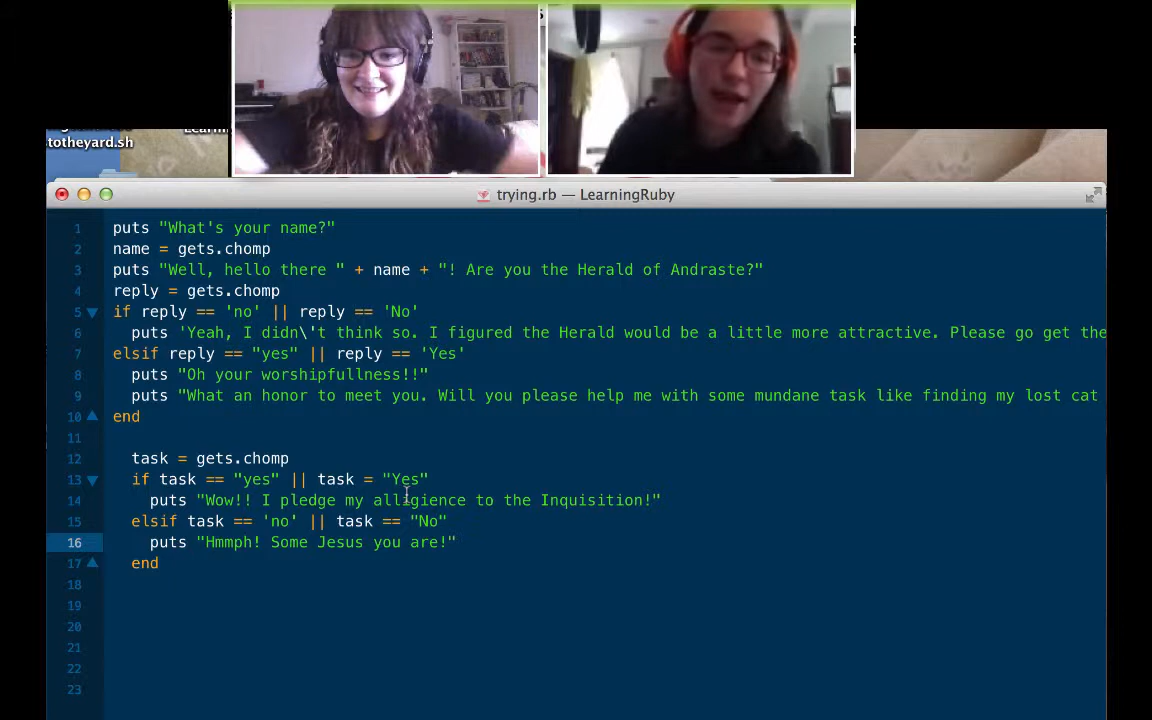 totheyard.sh
trying.rb — LearningRuby
1 puts "What's your name?"
2 name = gets.chomp
3 puts "Well, hello there " + name + "! Are you the Herald of Andraste?"
4 reply = gets.chomp
5 if reply == 'no' || reply == 'No'
6 puts 'Yeah, I didn\'t think so. I figured the Herald would be a little more attractive. Please go get the
7 elsif reply == "yes" || reply == 'Yes'
8 puts "Oh your worshipfullness!!"
9 puts "What an honor to meet you. Will you please help me with some mundane task like finding my lost cat
10 end
11
12 task = gets.chomp
13 if task == "yes" || task = "Yes"
14 puts "Wow!! I pledge my alligience to the Inquisition!"
15 elsif task == 'no' || task == "No"
16 puts "Hmmph! Some Jesus you are!"
17 end
18
19
20
21
22
23